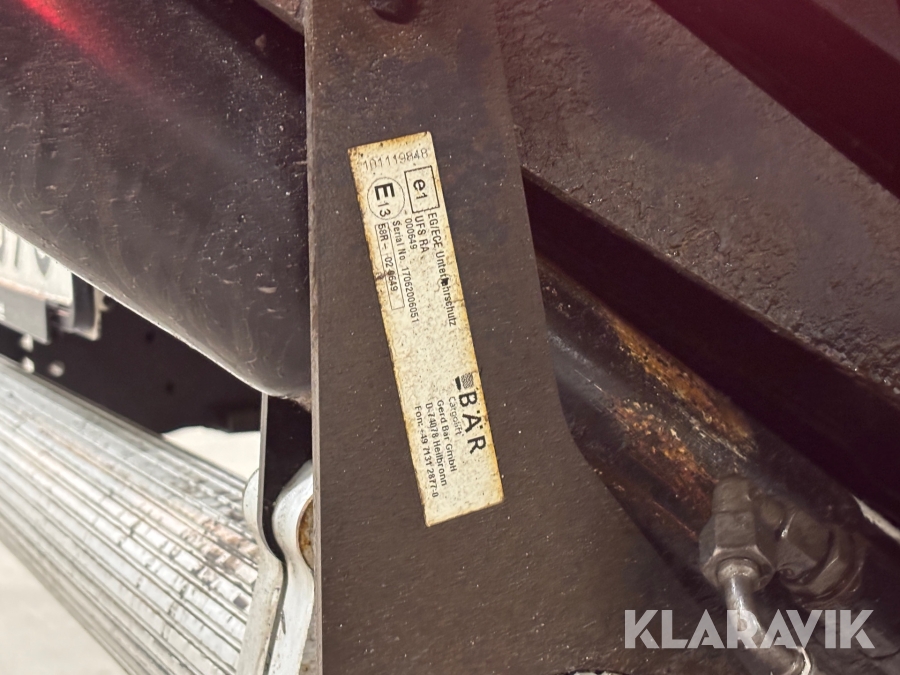 101119848
e1
EG/ECE Unterfahrschutz
UFS RA
* 000649
E13
58R - 02 0649
Serial No. 17062006051
BÄR
Cargolift
Gerd Bär GmbH
D-74078 Heilbronn
Fon: +49 7131 2877-0
KLARAVIK